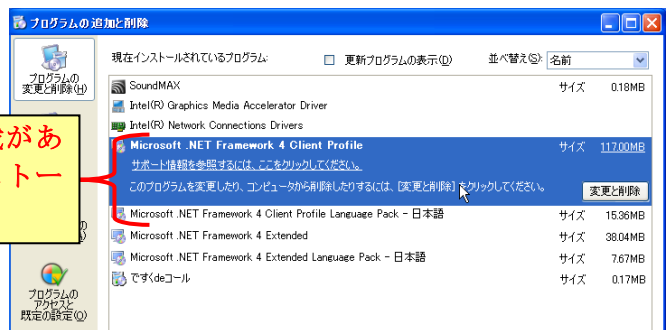 プログラムの追加と削除
現在インストールされているプログラム:
更新プログラムの表示(D)
並べ替え(S):
名前
プログラムの
変更と削除(H)
SoundMAX
サイズ
0.18MB
Intel(R) Graphics Media Accelerator Driver
Intel(R) Network Connections Drivers
Microsoft .NET Framework 4 Client Profile
サイズ
117.00MB
サポート情報を参照するには、ここをクリックしてください。
このプログラムを変更したり、コンピュータから削除したりするには、[変更と削除] をクリックしてください。
変更と削除
があ
トー
Microsoft .NET Framework 4 Client Profile Language Pack - 日本語
サイズ
15.36MB
Microsoft .NET Framework 4 Extended
サイズ
38.04MB
Microsoft .NET Framework 4 Extended Language Pack - 日本語
サイズ
7.67MB
ですくdeコール
サイズ
0.17MB
プログラムの
アクセスと
既定の設定(O)